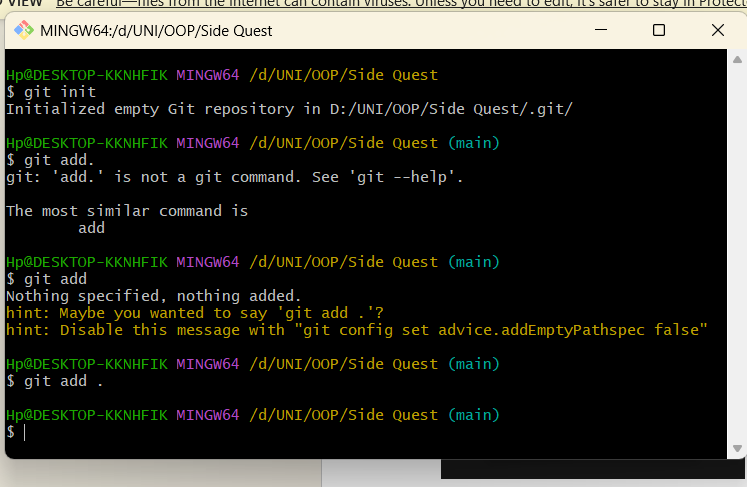 VIEW Be careful—files from the Internet can contain viruses. Unless you need to edit, it's safer to stay in Protecte
MINGW64:/d/UNI/OOP/Side Quest
Hp@DESKTOP-KKNHFIK MINGW64 /d/UNI/OOP/Side Quest
$ git init
Initialized empty Git repository in D:/UNI/OOP/Side Quest/.git/
Hp@DESKTOP-KKNHFIK MINGW64 /d/UNI/OOP/Side Quest (main)
$ git add.
git: 'add.' is not a git command. See 'git --help'.
The most similar command is
add
Hp@DESKTOP-KKNHFIK MINGW64 /d/UNI/OOP/Side Quest (main)
$ git add
Nothing specified, nothing added.
hint: Maybe you wanted to say 'git add .'?
hint: Disable this message with "git config set advice.addEmptyPathspec false"
Hp@DESKTOP-KKNHFIK MINGW64 /d/UNI/OOP/Side Quest (main)
$ git add .
Hp@DESKTOP-KKNHFIK MINGW64 /d/UNI/OOP/Side Quest (main)
$